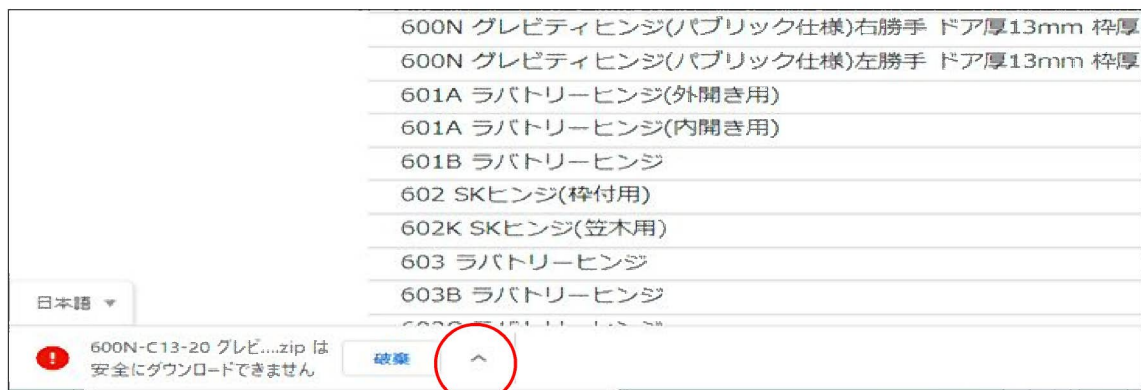 600N グレビティヒンジ(パブリック仕様)右勝手 ドア厚13mm 枠厚
600N グレビティヒンジ(パブリック仕様)左勝手 ドア厚13mm 枠厚
601A ラバトリーヒンジ(外開き用)
601A ラバトリーヒンジ(内開き用)
601B ラバトリーヒンジ
602 SKヒンジ(枠付用)
602K SKヒンジ(笠木用)
603 ラバトリーヒンジ
603B ラバトリーヒンジ
日本語
600N-C13-20 グレビ....zip は
安全にダウンロードできません
破棄